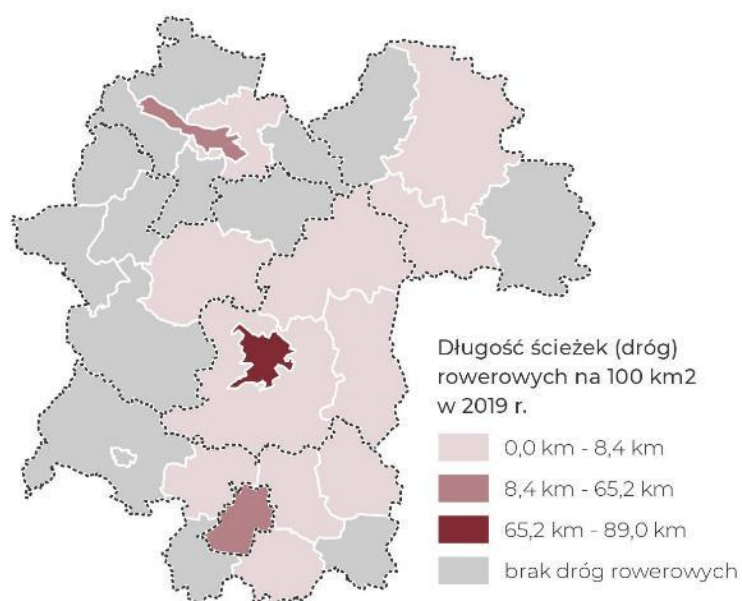 Długość ścieżek (dróg)
rowerowych na 100 km2
w 2019 r.
0,0 km - 8,4 km
8,4 km - 65,2 km
65,2 km - 89,0 km
brak dróg rowerowych